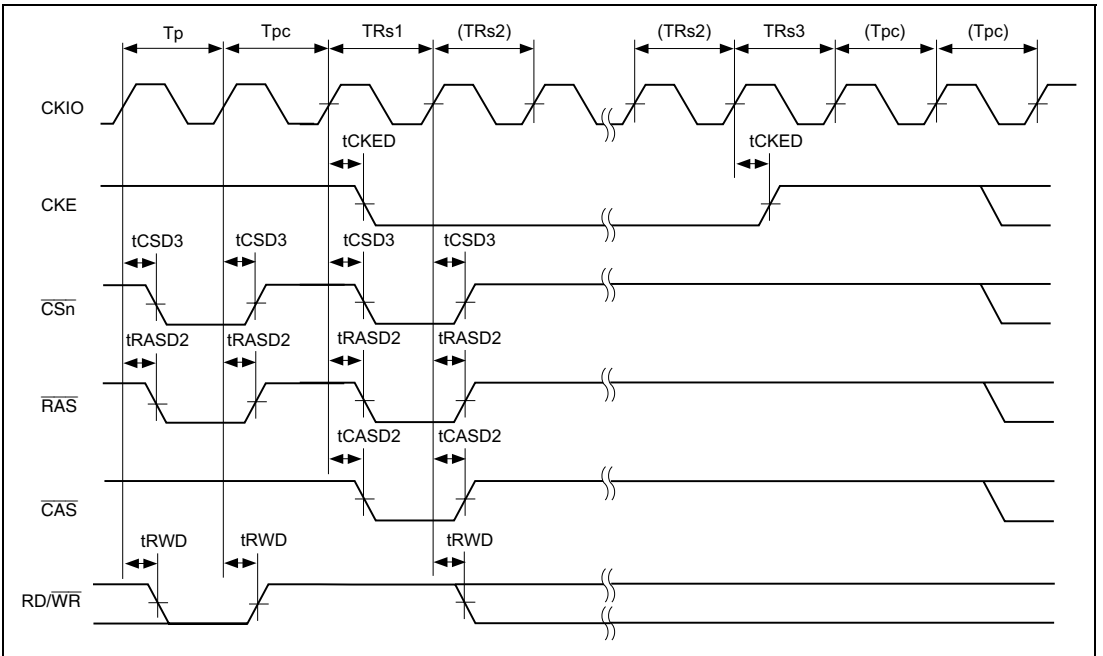 Tp Tpc TRs1 (TRs2) (TRs2) TRs3 (Tpc) (Tpc)
CKIO
tCKED tCKED
CKE
tCSD3 tCSD3 tCSD3 tCSD3
CSn
tRASD2 tRASD2 tRASD2 tRASD2
RAS
tCASD2 tCASD2
CAS
tRWD tRWD tRWD
RD/WR